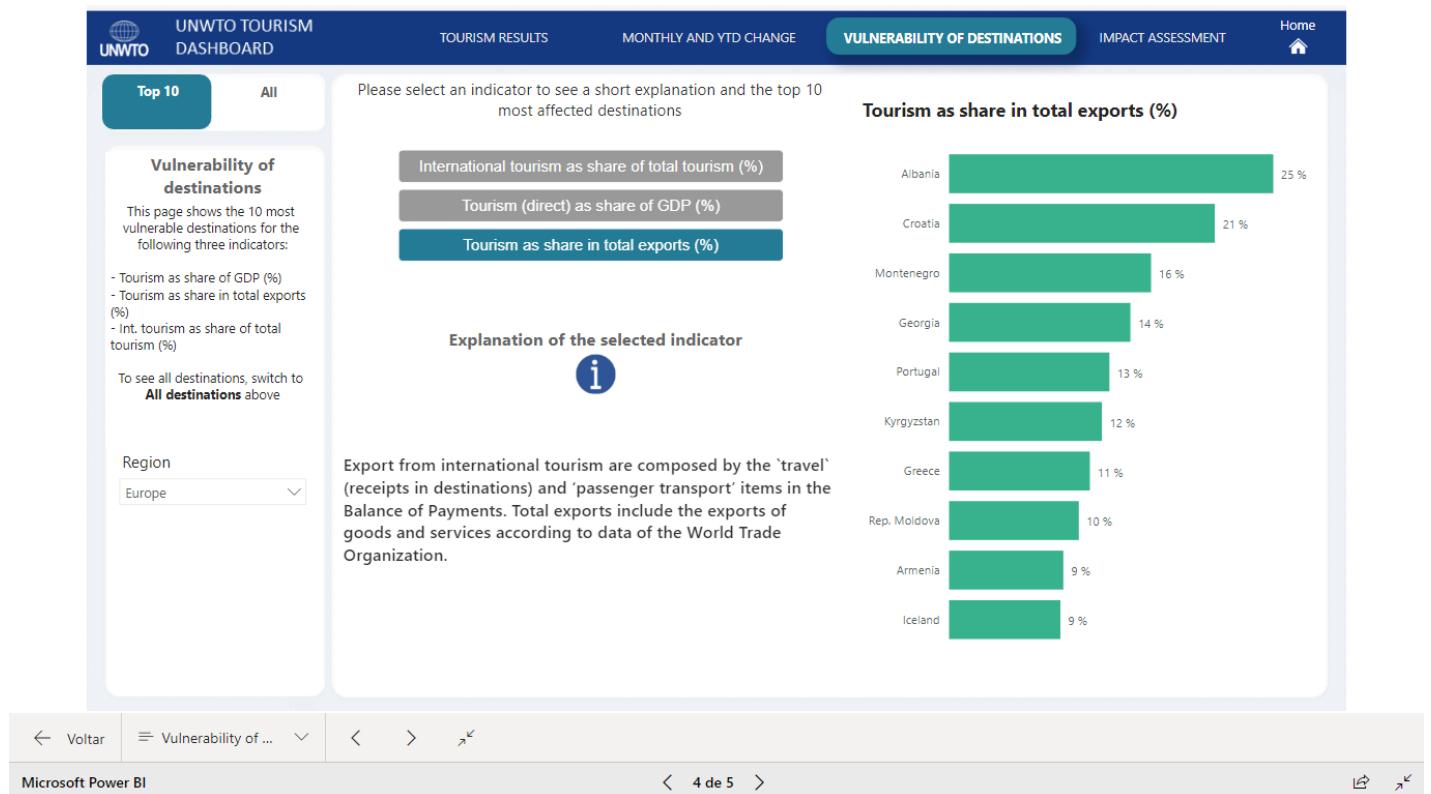 UNWTO
UNWTO TOURISM
DASHBOARD
TOURISM RESULTS
MONTHLY AND YTD CHANGE
VULNERABILITY OF DESTINATIONS
IMPACT ASSESSMENT
Home
Top 10
All
Vulnerability of
destinations
This page shows the 10 most
vulnerable destinations for the
following three indicators:
- Tourism as share of GDP (%)
- Tourism as share in total exports
(%)
- Int. tourism as share of total
tourism (%)
To see all destinations, switch to
All destinations above
Region
Europe
Please select an indicator to see a short explanation and the top 10
most affected destinations
International tourism as share of total tourism (%)
Tourism (direct) as share of GDP (%)
Tourism as share in total exports (%)
Explanation of the selected indicator
i
Export from international tourism are composed by the `travel`
(receipts in destinations) and ‘passenger transport’ items in the
Balance of Payments. Total exports include the exports of
goods and services according to data of the World Trade
Organization.
Tourism as share in total exports (%)
Albania 25 %
Croatia 21 %
Montenegro 16 %
Georgia 14 %
Portugal 13 %
Kyrgyzstan 12 %
Greece 11 %
Rep. Moldova 10 %
Armenia 9 %
Iceland 9 %
Voltar
Vulnerability of ...
Microsoft Power BI
4 de 5